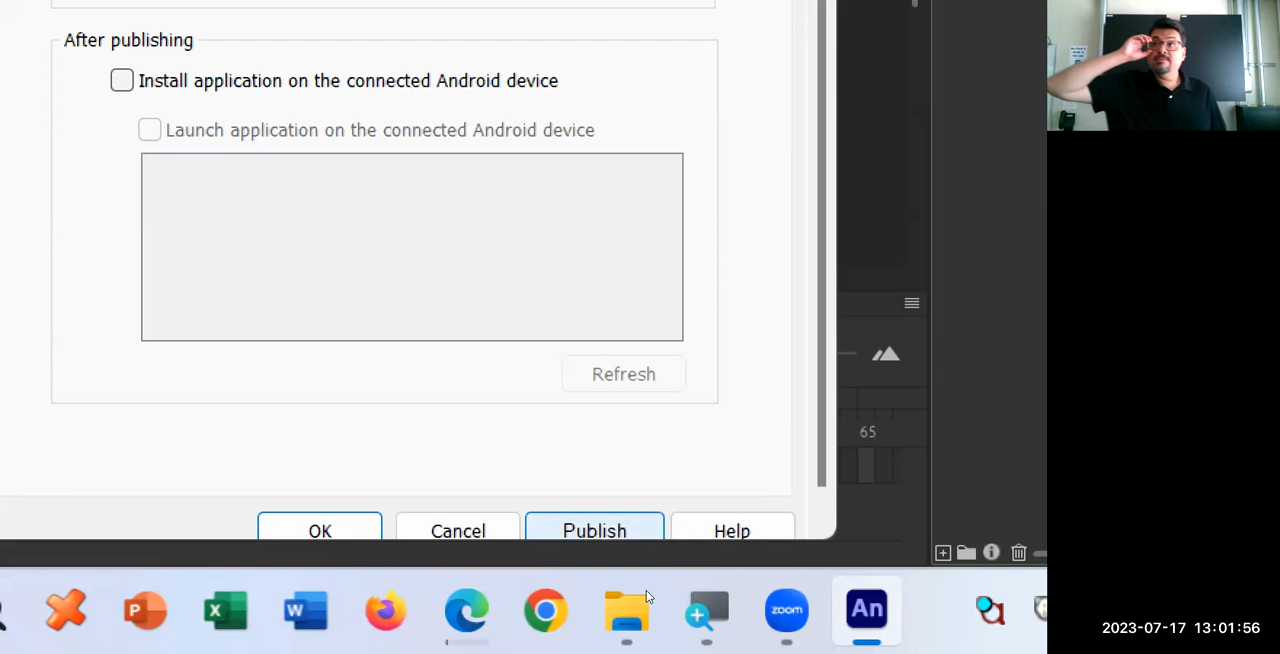 After publishing
Install application on the connected Android device
Launch application on the connected Android device
Refresh
65
OK
Cancel
Publish
Help
P
X
W
zoom
An
2023-07-17 13:01:56